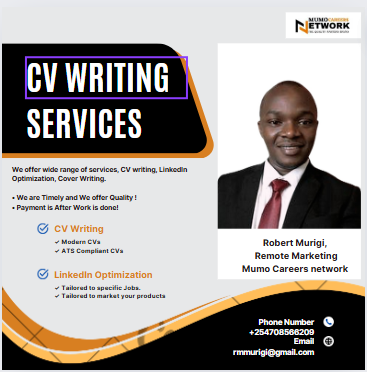 MUMO CAREERS
NETWORK
CV WRITING
SERVICES
We offer wide range of services, CV writing, LinkedIn
Optimization, Cover Writing.
• We are Timely and We offer Quality !
• Payment is After Work is done!
CV Writing
✓ Modern CVs
✓ ATS Compliant CVs
LinkedIn Optimization
✓ Tailored to specific Jobs.
✓ Tailored to market your products
Robert Murigi,
Remote Marketing
Mumo Careers network
Phone Number
+254708566209
Email
rmmurigi@gmail.com